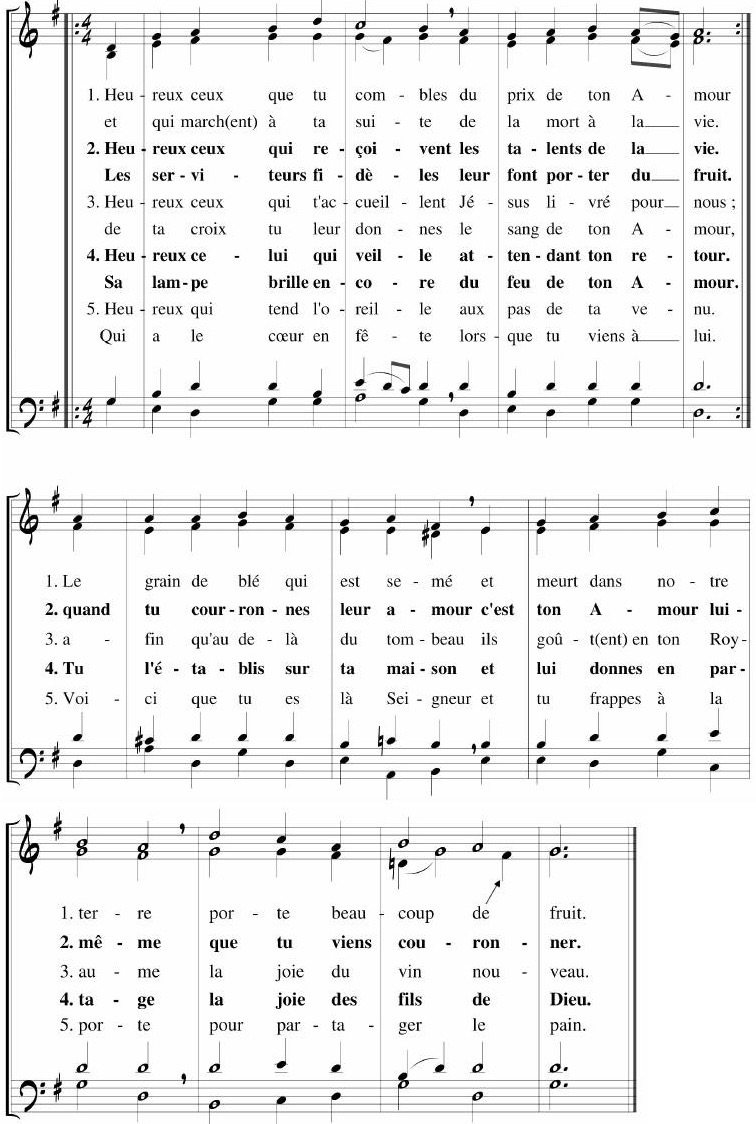 4 4
1. Heu - reux ceux que tu com - bles du prix de ton A - mour
et qui march(ent) à ta sui - te de la mort à la___ vie.
2. Heu - reux ceux qui re - çoi - vent les ta - lents de la___ vie.
Les ser - vi - teurs fi - dè - les leur font por - ter du___ fruit.
3. Heu - reux ceux qui t'ac - cueil - lent Jé - sus li - vré pour___ nous ;
de ta croix tu leur don - nes le sang de ton A - mour,
4. Heu - reux ce - lui qui veil - le at - ten - dant ton re - tour.
Sa lam - pe brille en - co - re du feu de ton A - mour.
5. Heu - reux qui tend l'o - reil - le aux pas de ta ve - nu.
Qui a le cœur en fê - te lors - que tu viens à___ lui.
4 4
1. Le grain de blé qui est se - mé et meurt dans no - tre
2. quand tu cour - ron - nes leur a - mour c'est ton A - mour lui -
3. a - fin qu'au de - là du tom - beau ils goû - t(ent) en ton Roy -
4. Tu l'é - ta - blis sur ta mai - son et lui donnes en par -
5. Voi - ci que tu es là Sei - gneur et tu frappes à la
1. ter - re por - te beau - coup de fruit.
2. mê - me que tu viens cou - ron - ner.
3. au - me la joie du vin nou - veau.
4. ta - ge la joie des fils de Dieu.
5. por - te pour par - ta - ger le pain.